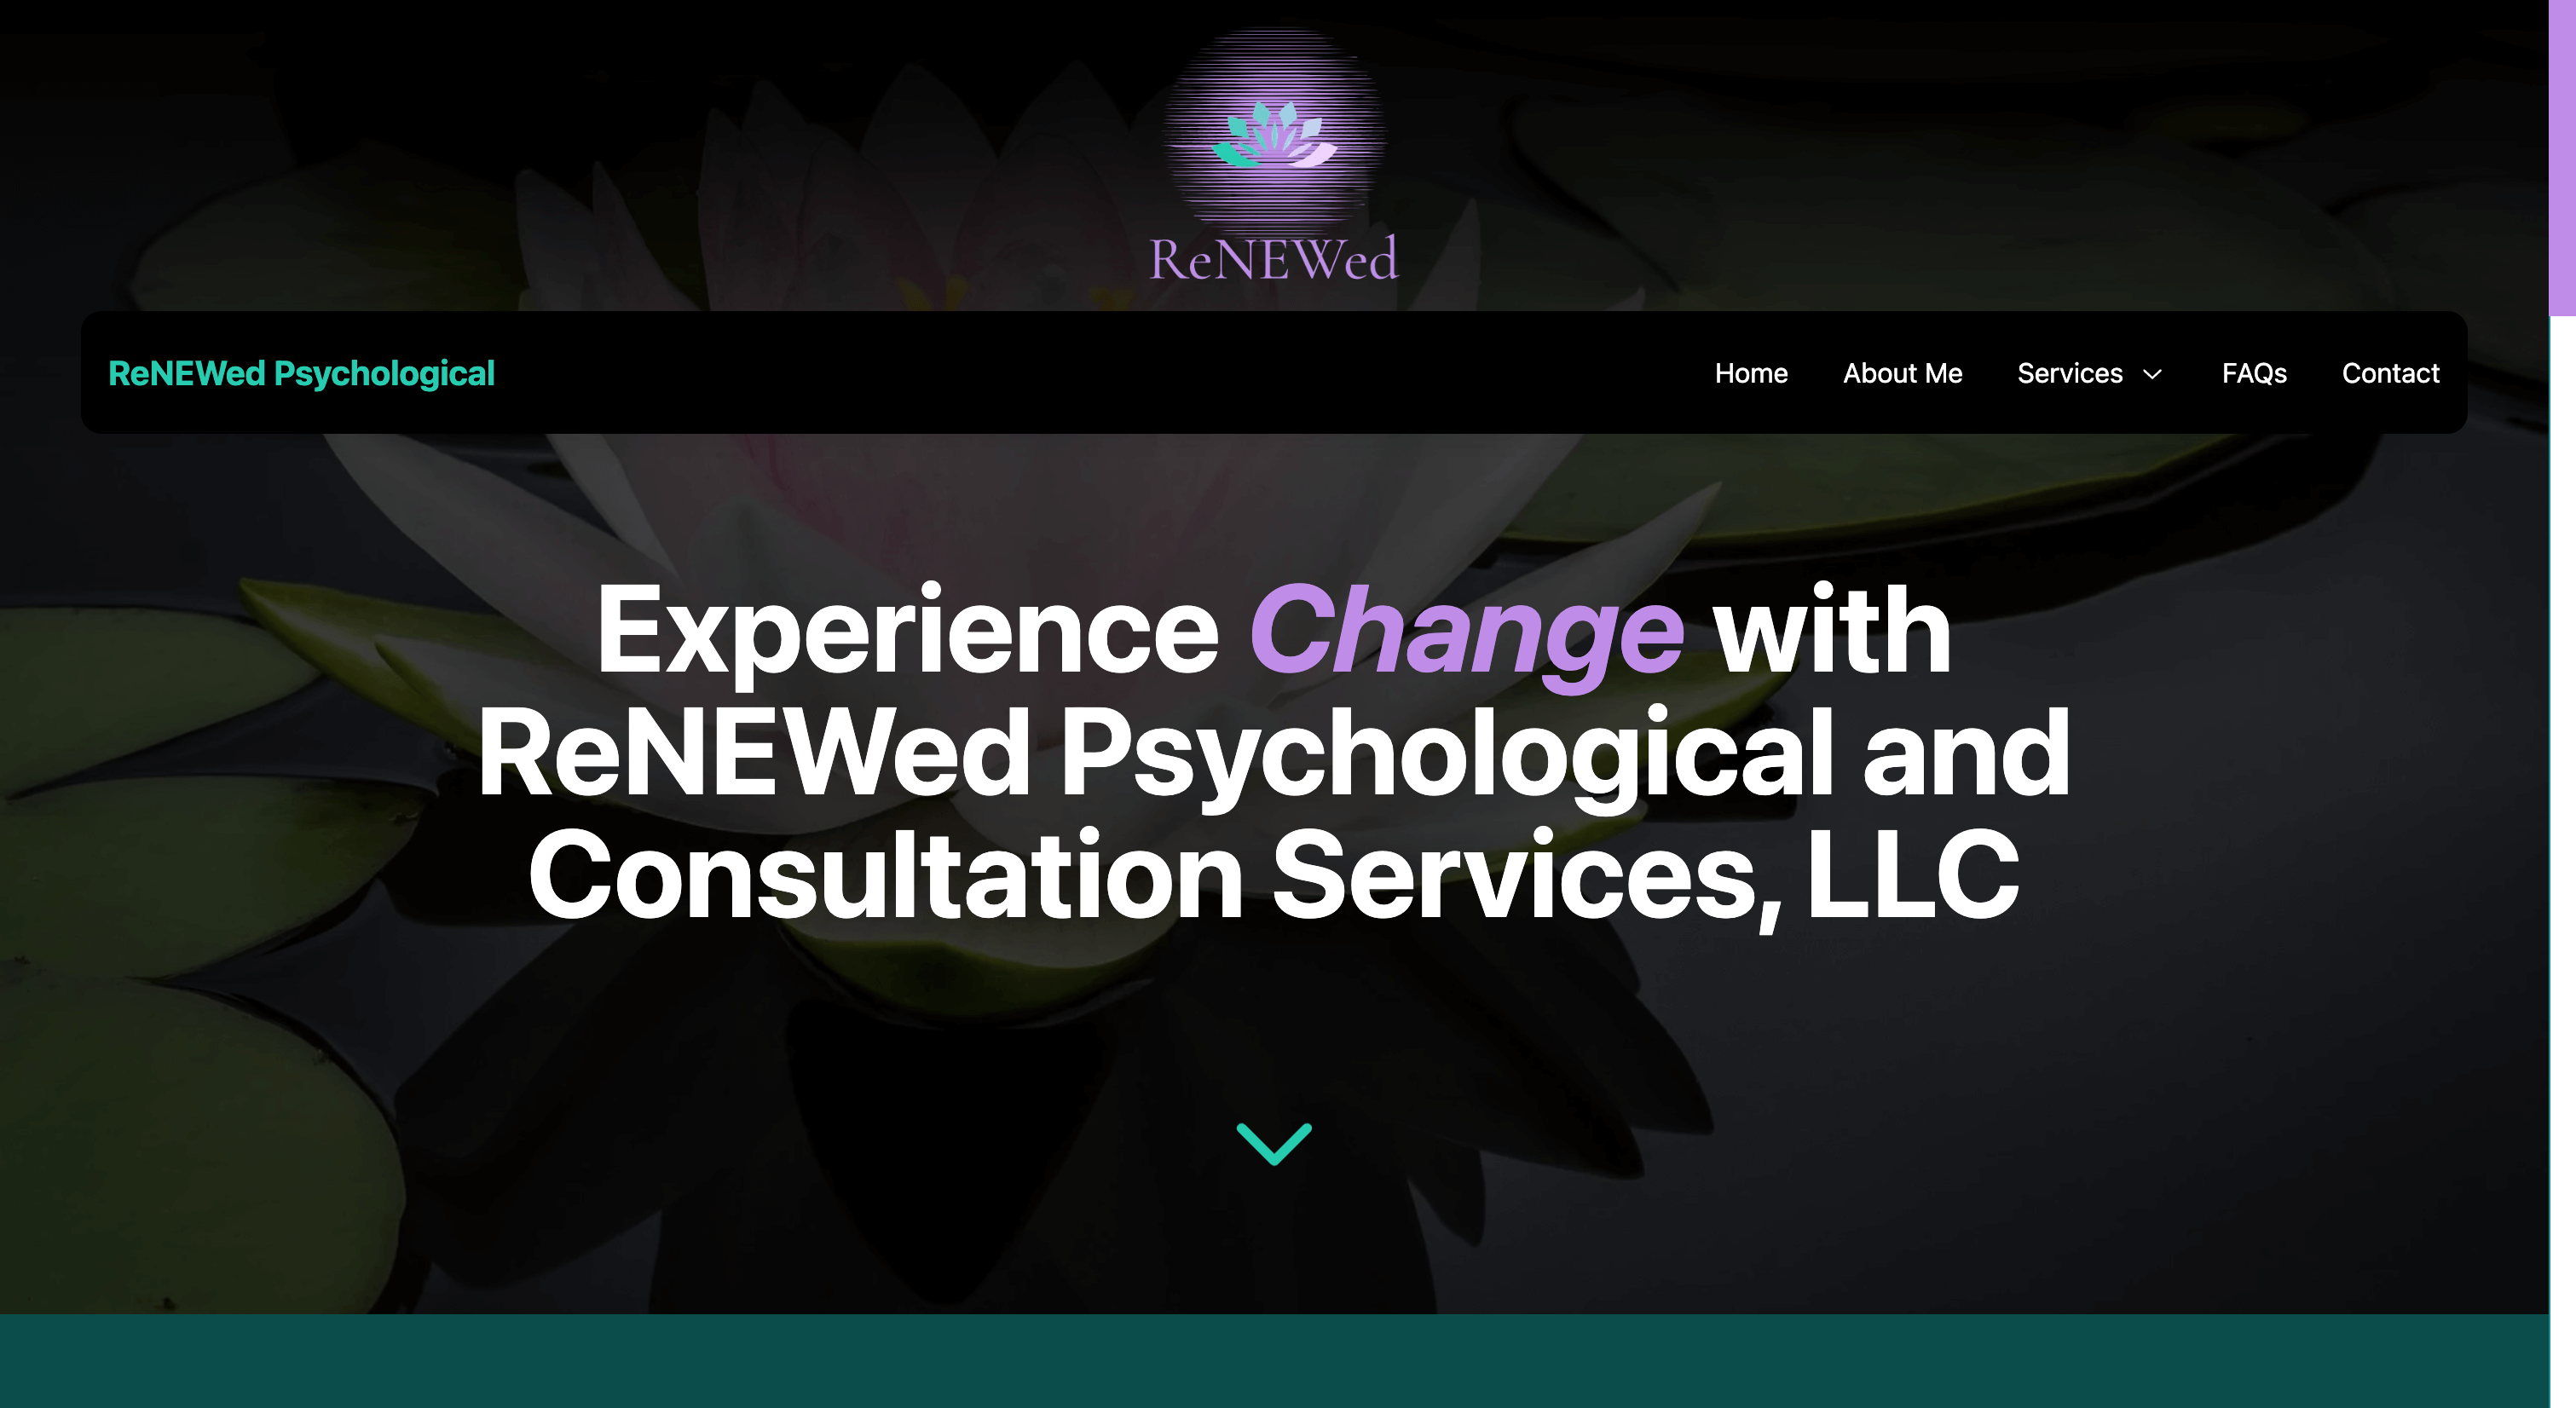 ReNEWed
ReNEWed Psychological
Home
About Me
Services
FAQs
Contact
Experience Change with
ReNEWed Psychological and
Consultation Services, LLC